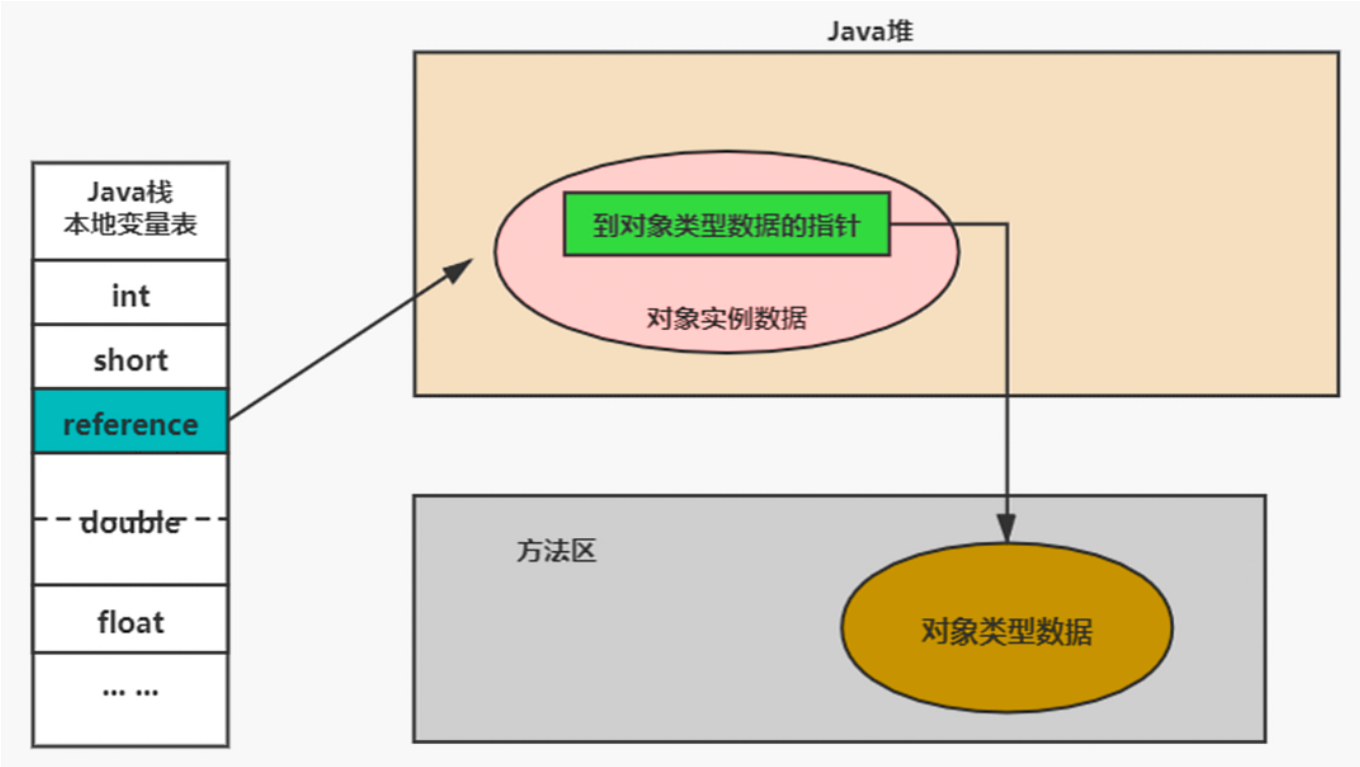 Java堆
Java栈
本地变量表
int
short
reference
double
float
... ...
到对象类型数据的指针
对象实例数据
方法区
对象类型数据